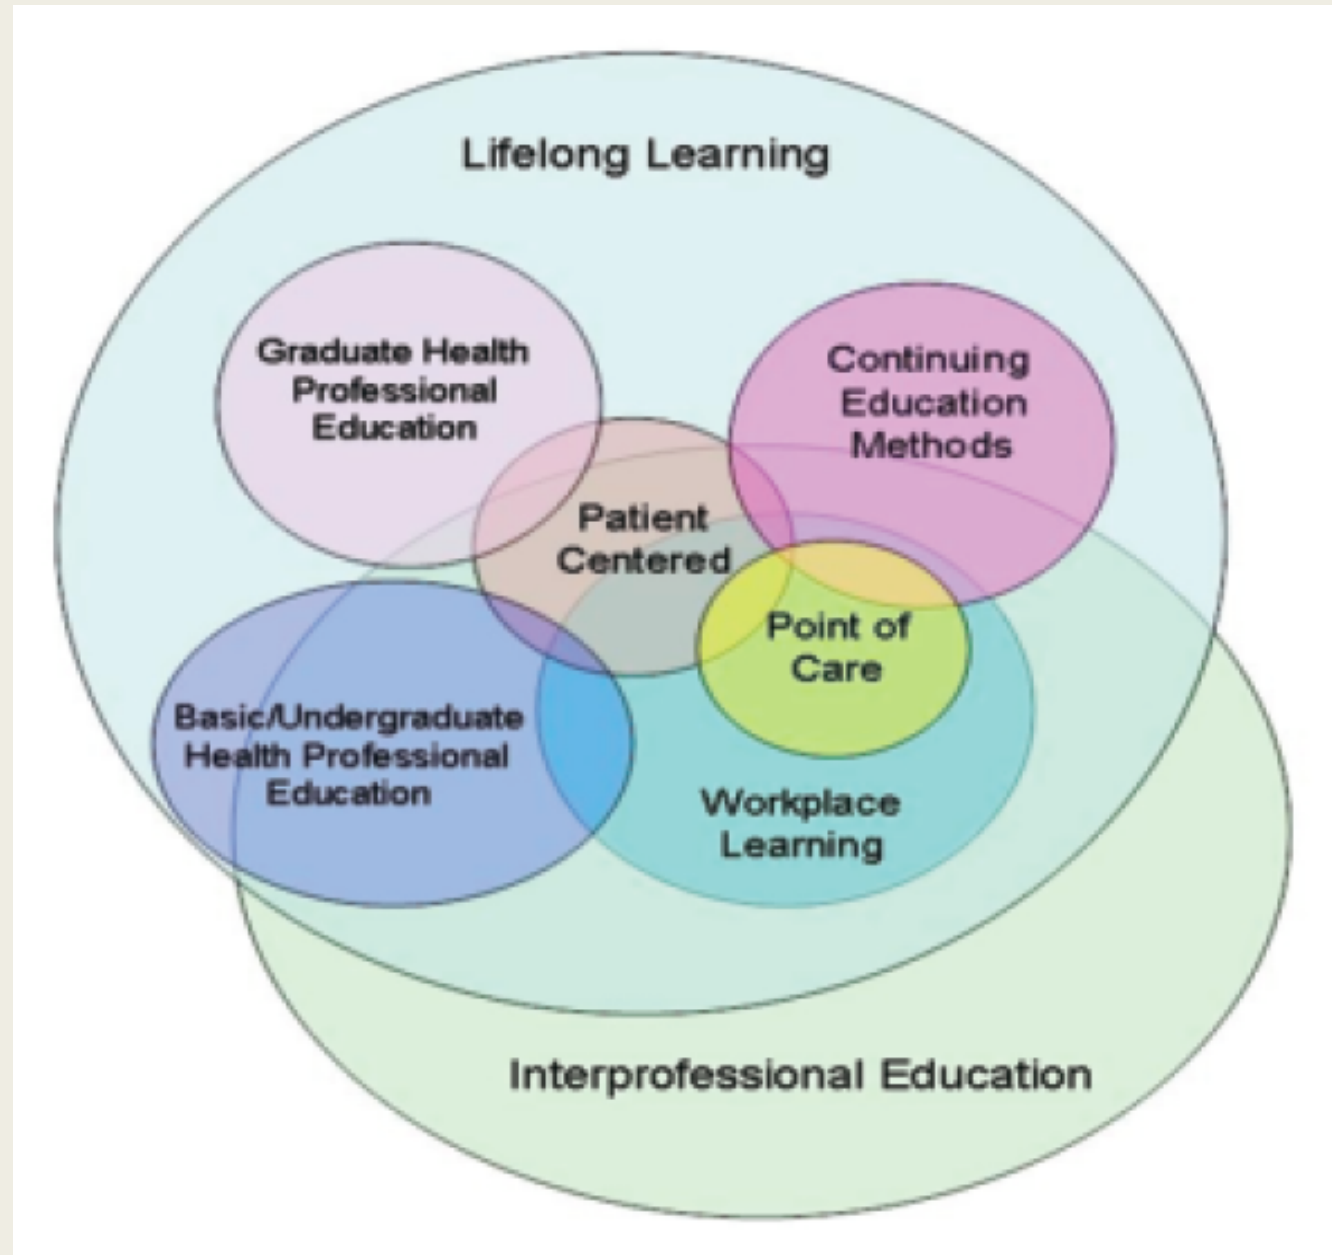 Lifelong Learning
Graduate Health
Professional
Education
Continuing
Education
Methods
Patient
Centered
Point of
Care
Basic/Undergraduate
Health Professional
Education
Workplace
Learning
Interprofessional Education